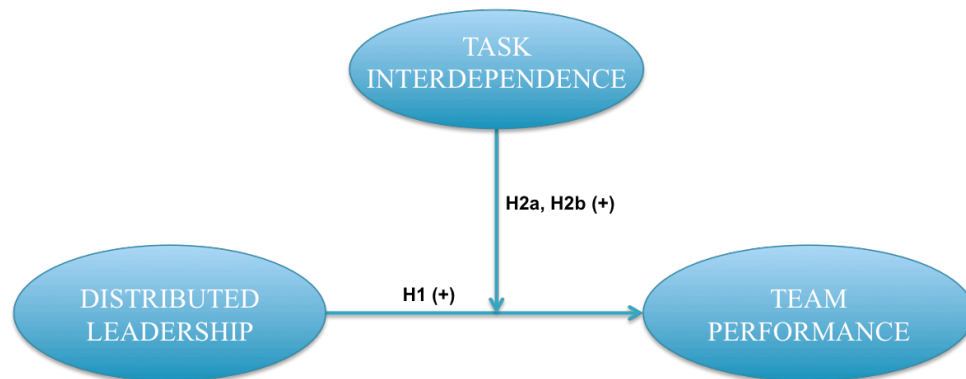 TASK
INTERDEPENDENCE
H2a, H2b (+)
H1 (+)
DISTRIBUTED
LEADERSHIP
TEAM
PERFORMANCE